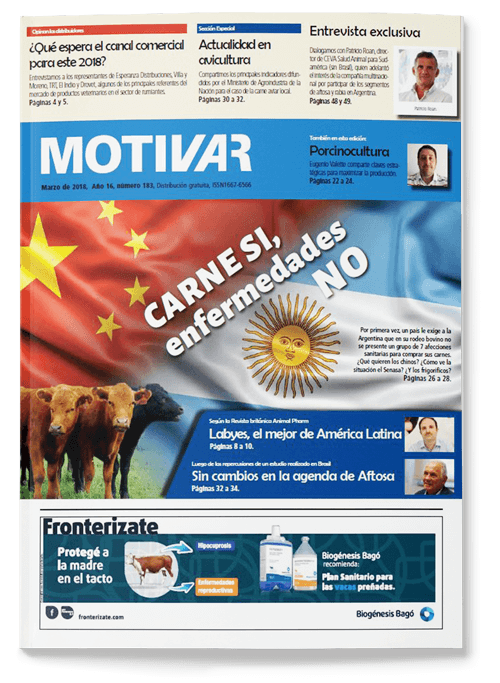 Opinan los distribuidores
¿Qué espera el canal comercial
para este 2018?
Entrevistamos a los representantes de Esperanza Distribuciones, Villa y
Moreno, TRT, El Indio y Drovet, algunos de los principales referentes del
mercado de productos veterinarios en el sector de rumiantes.
Páginas 4 y 5.
Sección Especial
Actualidad en
avicultura
Compartimos los principales indicadores difun-
didos por el Ministerio de Agroindustria de la
Nación para el caso de la carne aviar local.
Páginas 30 a 32.
Entrevista exclusiva
Dialogamos con Patricio Roan, direc-
tor de CEVA Salud Animal para Sud-
américa (sin Brasil), quien adelantó
el interés de la compañía multinacio-
nal por participar de los segmentos
de aftosa y rabia en Argentina.
Páginas 48 y 49.
Patricio Roan.
MOTIVAR
Marzo de 2018, Año 16, número 183, Distribución gratuita, ISSN1667-6566
También en esta edición:
Porcinocultura
Eugenio Valette comparte claves estra-
tégicas para maximizar la producción.
Páginas 22 a 24.
CARNE SI,
enfermedades
NO
Por primera vez, un país le exige a la
Argentina que en su rodeo bovino no
se presente un grupo de 7 afecciones
sanitarias para comprar sus carnes.
¿Qué quieren los chinos? ¿Cómo ve la
situación el Senasa? ¿Y los frigoríficos?
Páginas 26 a 28.
Según la Revista británica Animal Pharm
Labyes, el mejor de América Latina
Páginas 8 a 10.
Luego de las repercusiones de un estudio realizado en Brasil
Sin cambios en la agenda de Aftosa
Páginas 32 a 34.
Fronterizate
Protegé a
la madre
en el tacto
Hipocuprosis
Enfermedades
reproductivas
Biogénesis Bagó
recomienda:
Plan Sanitario para
las vacas preñadas.
fronterizate.com
Biogénesis Bagó